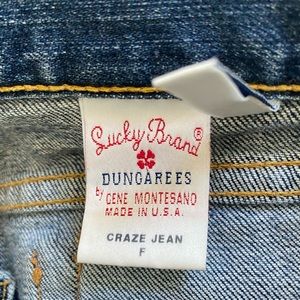 Lucky Brand®
DUNGAREES
by GENE MONTESANO
MADE IN U.S.A.
CRAZE JEAN
F